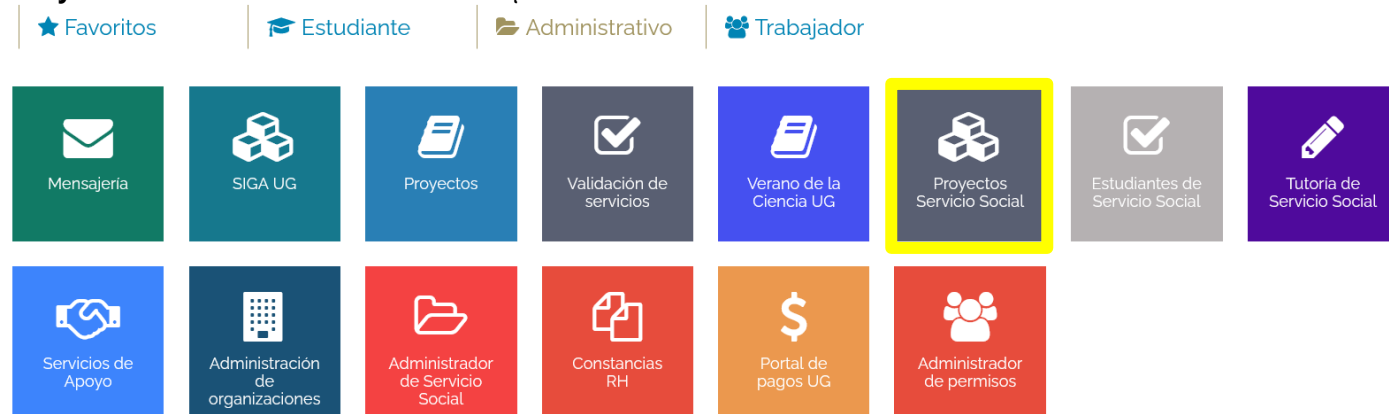 Favoritos
Estudiante
Administrativo
Trabajador
Mensajería
SIGA UG
Proyectos
Validación de
servicios
Verano de la
Ciencia UG
Proyectos
Servicio Social
Estudiantes de
Servicio Social
Tutoría de
Servicio Social
Servicios de
Apoyo
Administración
de
organizaciones
Administrador
de Servicio
Social
Constancias
RH
Portal de
pagos UG
Administrador
de permisos